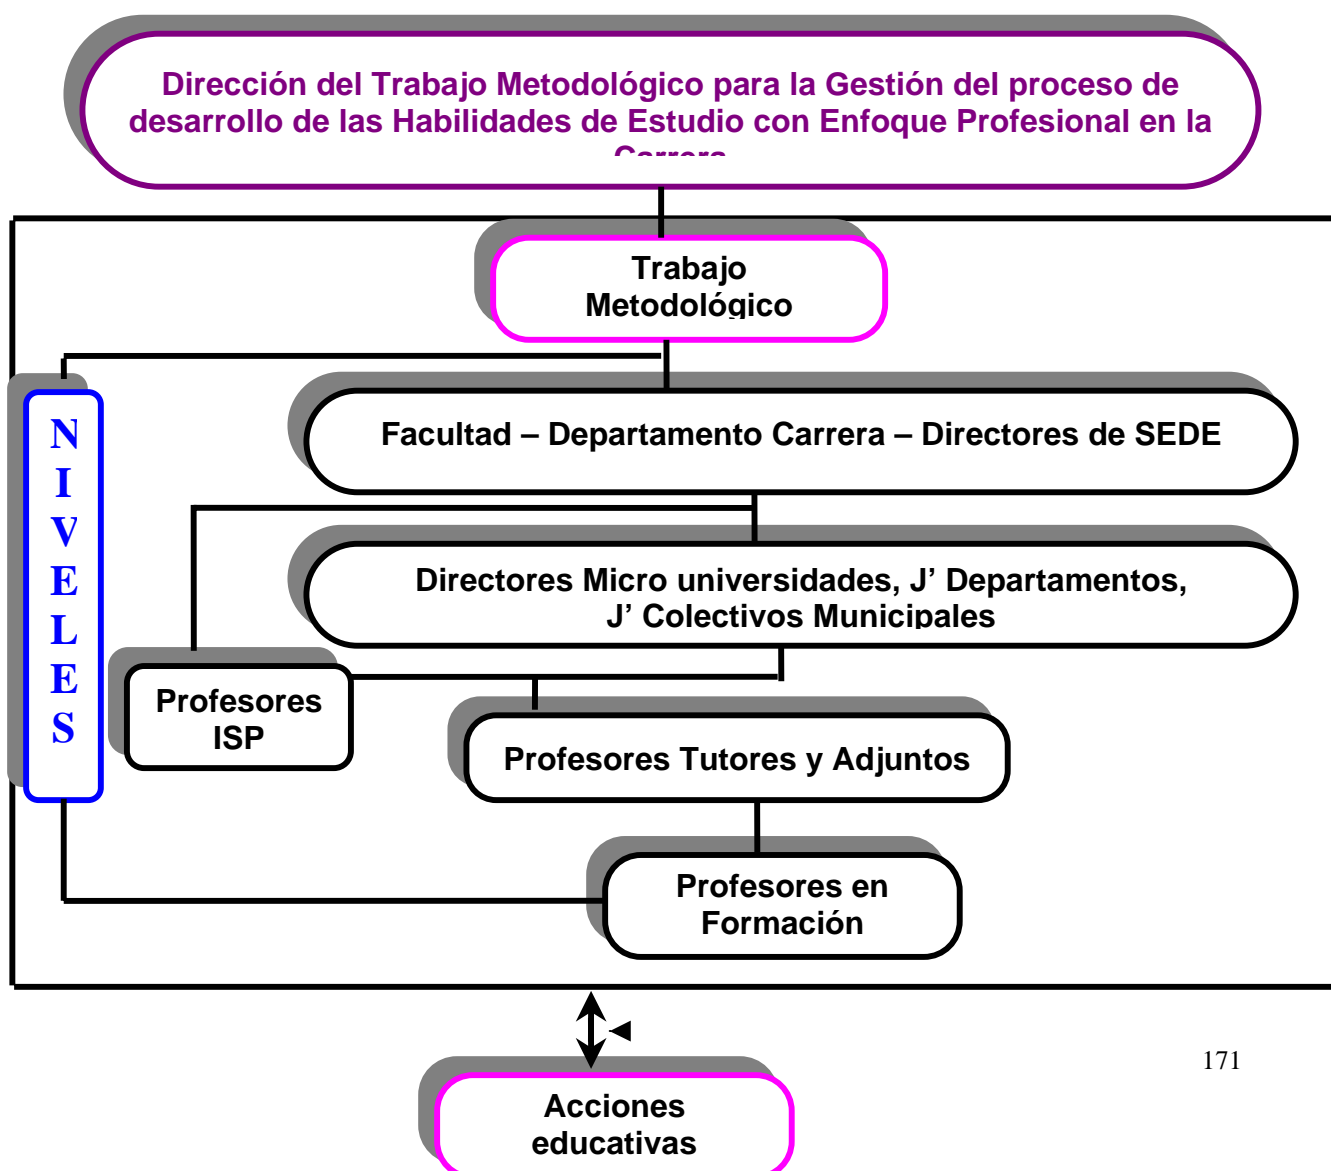 Dirección del Trabajo Metodológico para la Gestión del proceso de
desarrollo de las Habilidades de Estudio con Enfoque Profesional en la
Carrera
Trabajo
Metodológico
N
I
V
E
L
E
S
Facultad – Departamento Carrera – Directores de SEDE
Directores Micro universidades, J’ Departamentos,
J’ Colectivos Municipales
Profesores
ISP
Profesores Tutores y Adjuntos
Profesores en
Formación
171
Acciones
educativas